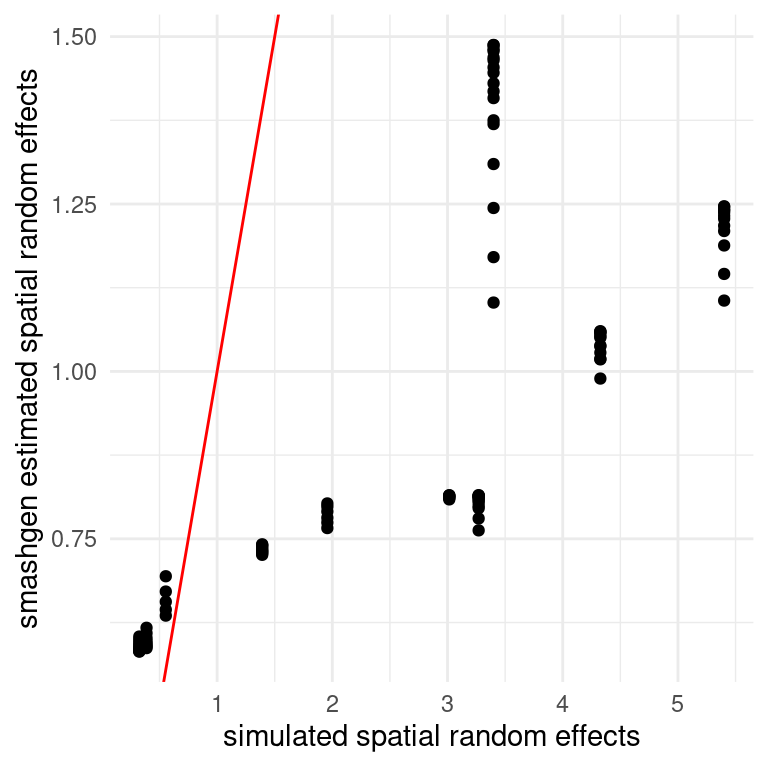 smashgen estimated spatial random effects
1.50
1.25
1.00
0.75
1 2 3 4 5
simulated spatial random effects